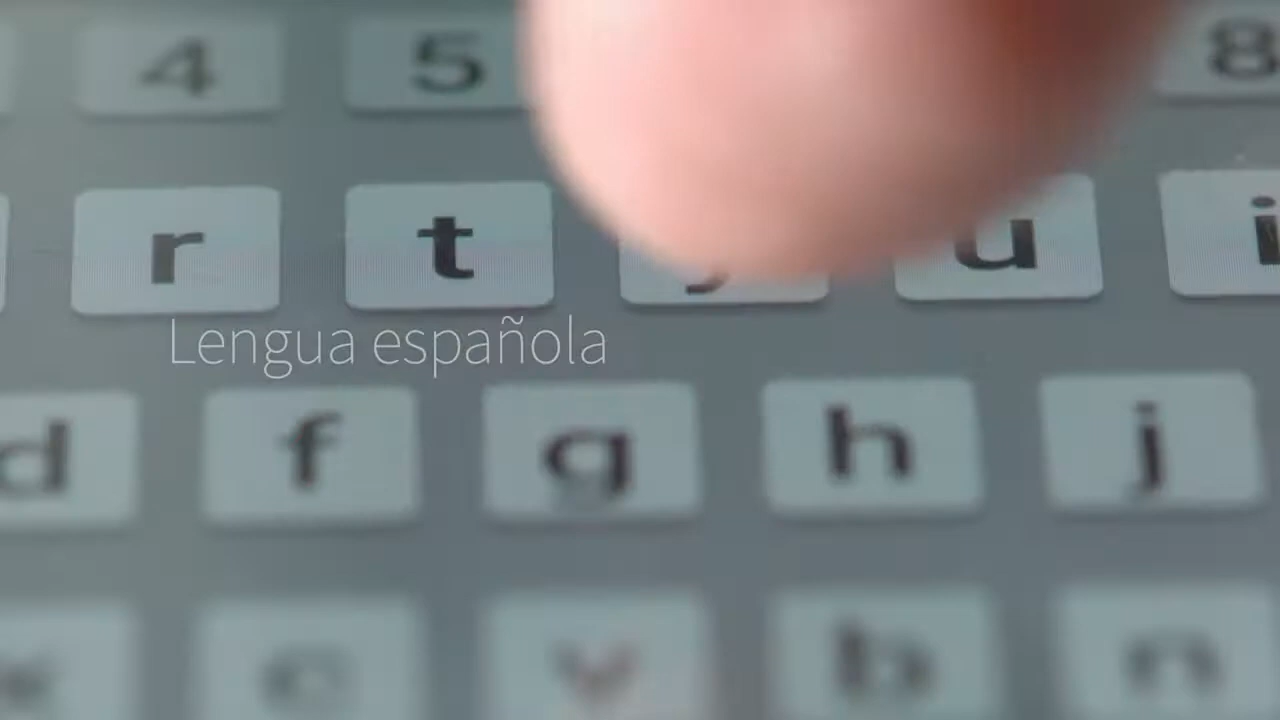 4 5 8
r t u i
Lengua española
d f g h j
c v b n